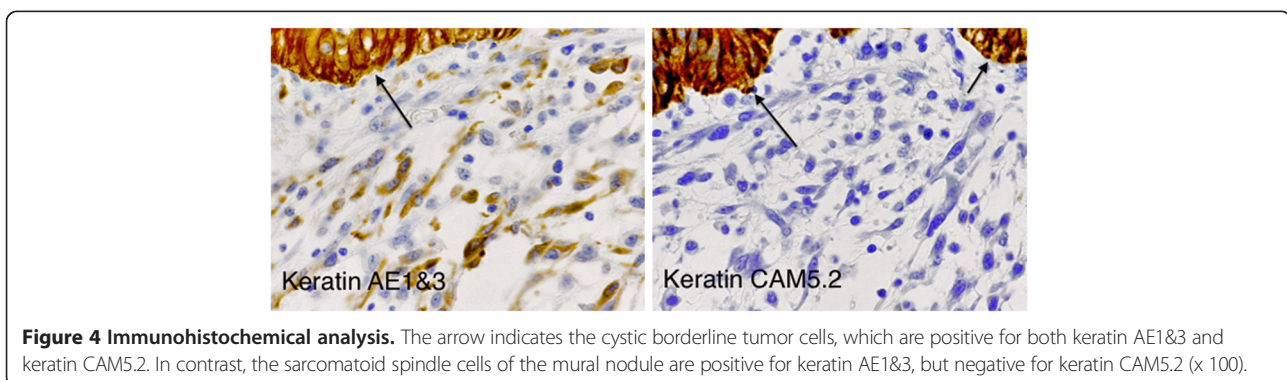 Keratin AE1&3
Keratin CAM5.2
Figure 4 Immunohistochemical analysis. The arrow indicates the cystic borderline tumor cells, which are positive for both keratin AE1&3 and
keratin CAM5.2. In contrast, the sarcomatoid spindle cells of the mural nodule are positive for keratin AE1&3, but negative for keratin CAM5.2 (x 100).